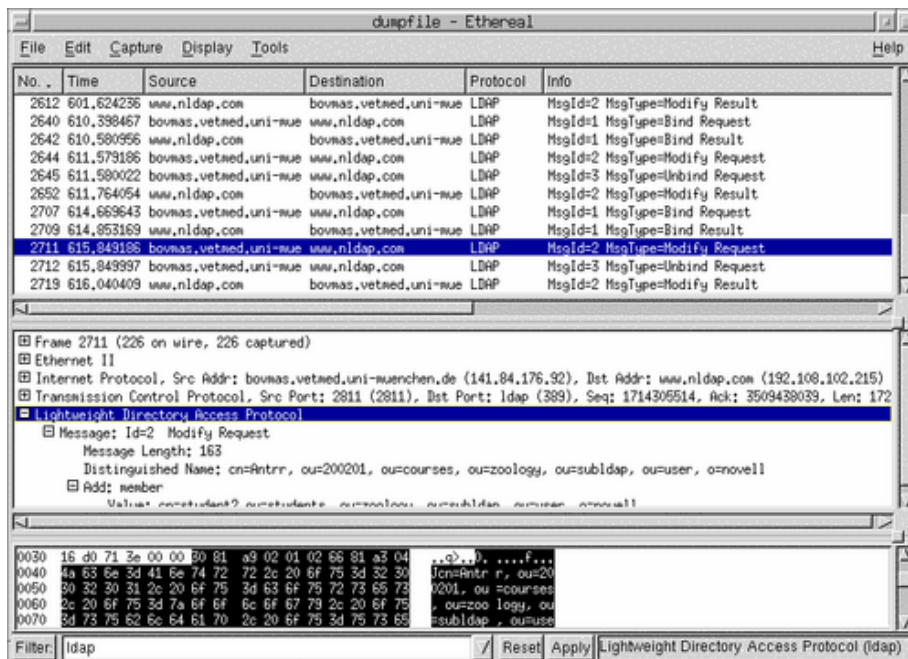 dumpfile - Ethereal
File Edit Capture Display Tools Help
No. . Time Source Destination Protocol Info
2612 601.624236 www.nldap.com bovmas.vetmed.uni-mue LDAP MsgId=2 MsgType=Modify Result
2640 610.398467 bovmas.vetmed.uni-mue www.nldap.com LDAP MsgId=1 MsgType=Bind Request
2642 610.580956 www.nldap.com bovmas.vetmed.uni-mue LDAP MsgId=1 MsgType=Bind Result
2644 611.579186 bovmas.vetmed.uni-mue www.nldap.com LDAP MsgId=2 MsgType=Modify Request
2645 611.580022 bovmas.vetmed.uni-mue www.nldap.com LDAP MsgId=3 MsgType=Unbind Request
2652 611.764054 www.nldap.com bovmas.vetmed.uni-mue LDAP MsgId=2 MsgType=Modify Result
2707 614.669643 bovmas.vetmed.uni-mue www.nldap.com LDAP MsgId=1 MsgType=Bind Request
2709 614.853169 www.nldap.com bovmas.vetmed.uni-mue LDAP MsgId=1 MsgType=Bind Result
2711 615.849186 bovmas.vetmed.uni-mue www.nldap.com LDAP MsgId=2 MsgType=Modify Request
2712 615.849997 bovmas.vetmed.uni-mue www.nldap.com LDAP MsgId=3 MsgType=Unbind Request
2719 616.040409 www.nldap.com bovmas.vetmed.uni-mue LDAP MsgId=2 MsgType=Modify Result
Frame 2711 (226 on wire, 226 captured)
Ethernet II
Internet Protocol, Src Addr: bovmas.vetmed.uni-muenchen.de (141.84.176.92), Dst Addr: www.nldap.com (192.108.102.215)
Transmission Control Protocol, Src Port: 2811 (2811), Dst Port: ldap (389), Seq: 1714305514, Ack: 3509438039, Len: 172
Lightweight Directory Access Protocol
Message: Id=2 Modify Request
Message Length: 163
Distinguished Name: cn=Antrr, ou=200201, ou=courses, ou=zoology, ou=subldap, ou=user, o=novell
Add: member
Value: cn=student2 ou=students, ou=zoology, ou=subldap, ou=user, o=novell
0030 16 d0 71 3e 00 00 30 81 a9 02 01 02 66 81 a3 04 ..q>..0. ....f...
0040 4a 63 6e 3d 41 6e 74 72 72 2c 20 6f 75 3d 32 30 Jcn=Antr r, ou=20
0050 30 32 30 31 2c 20 6f 75 3d 63 6f 75 72 73 65 73 0201, ou =courses
0060 2c 20 6f 75 3d 7a 6f 6f 6c 6f 67 79 2c 20 6f 75 , ou=zoo logy, ou
0070 3d 73 75 62 6c 64 61 70 2c 20 6f 75 3d 75 73 65 =subldap , ou=use
Filter: ldap Reset Apply Lightweight Directory Access Protocol (ldap)